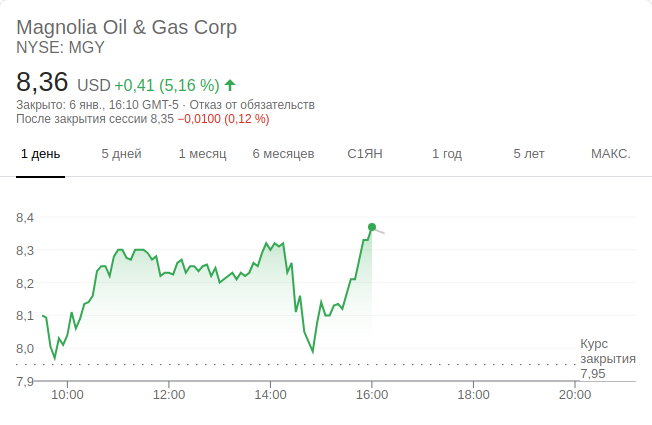 Magnolia Oil & Gas Corp
NYSE: MGY
8,36 USD +0,41 (5,16 %)
Закрыто: 6 янв., 16:10 GMT-5 · Отказ от обязательств
После закрытия сессии 8,35 −0,0100 (0,12 %)
1 день 5 дней 1 месяц 6 месяцев С1ЯН 1 год 5 лет МАКС.
8,4
8,3
8,2
8,1
8,0
7,9
Курс
закрытия
7,95
10:00 12:00 14:00 16:00 18:00 20:00